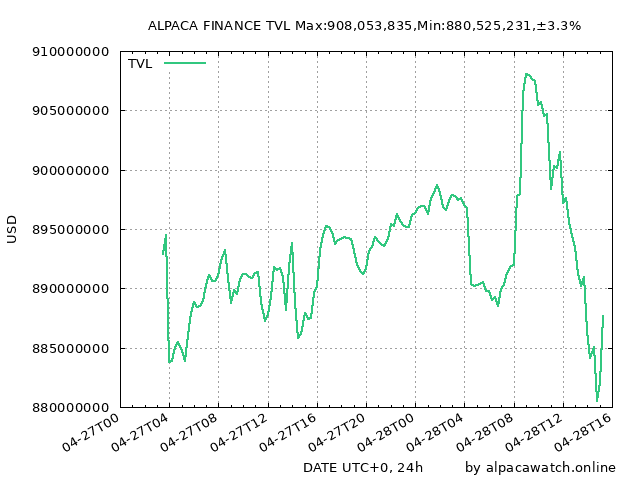 ALPACA FINANCE TVL Max:908,053,835,Min:880,525,231,±3.3%
TVL
910000000
905000000
900000000
895000000
890000000
885000000
880000000
USD
04-27T00
04-27T04
04-27T08
04-27T12
04-27T16
04-27T20
04-28T00
04-28T04
04-28T08
04-28T12
04-28T16
DATE UTC+0, 24h
by alpacawatch.online